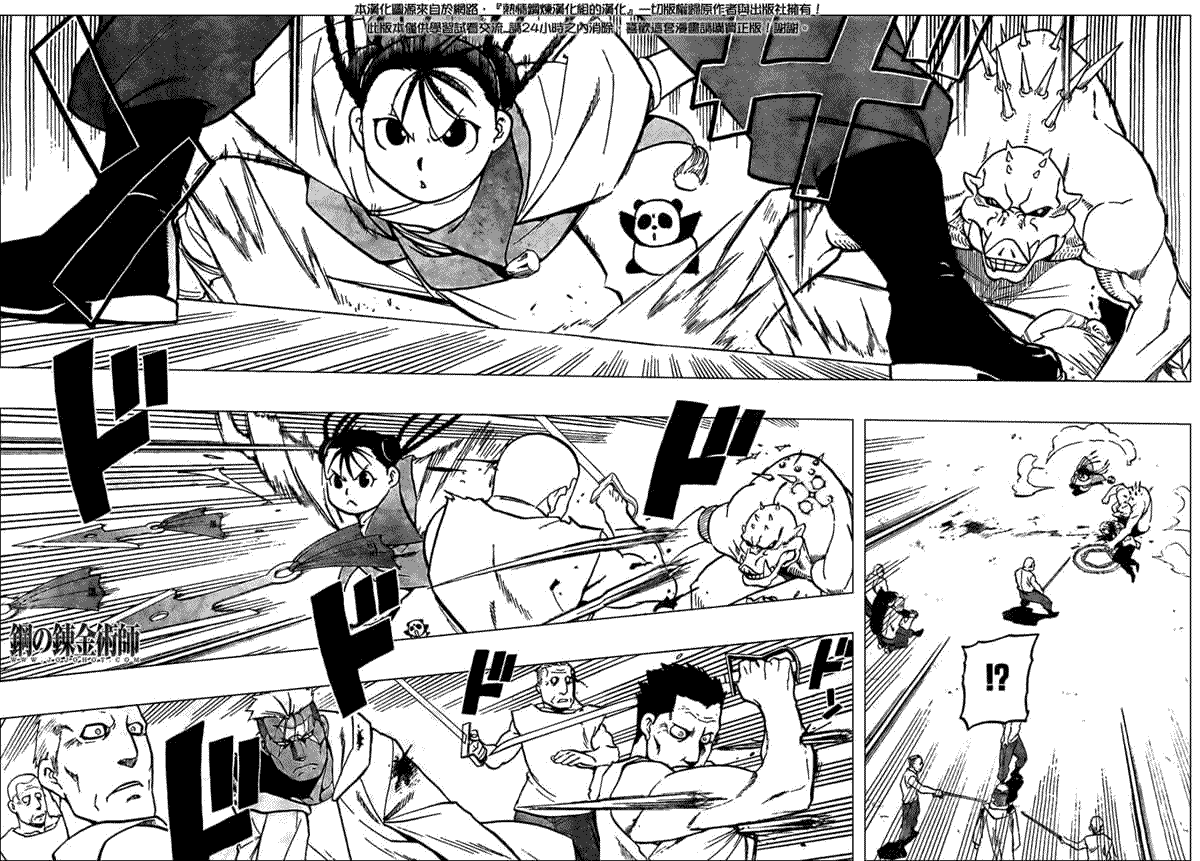 本漢化圖源來自於網路，『熱情鋼煉漢化組的漢化』一切版權歸原作者與出版社擁有！
此版本僅供學習試看交流_請24小時之內消除，喜歡這套漫畫請購買正版！謝謝。
ド
ド
!?
ド
ド
ド
ド
鋼の錬金術師
WWW.JOJOHOT.COM